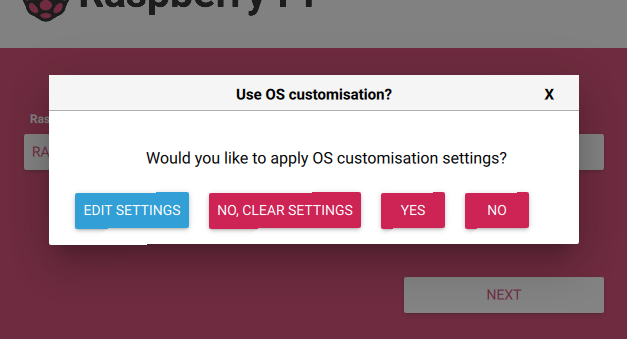 Raspberry Pi
Use OS customisation?
X
Ras
RA
Would you like to apply OS customisation settings?
EDIT SETTINGS
NO, CLEAR SETTINGS
YES
NO
NEXT